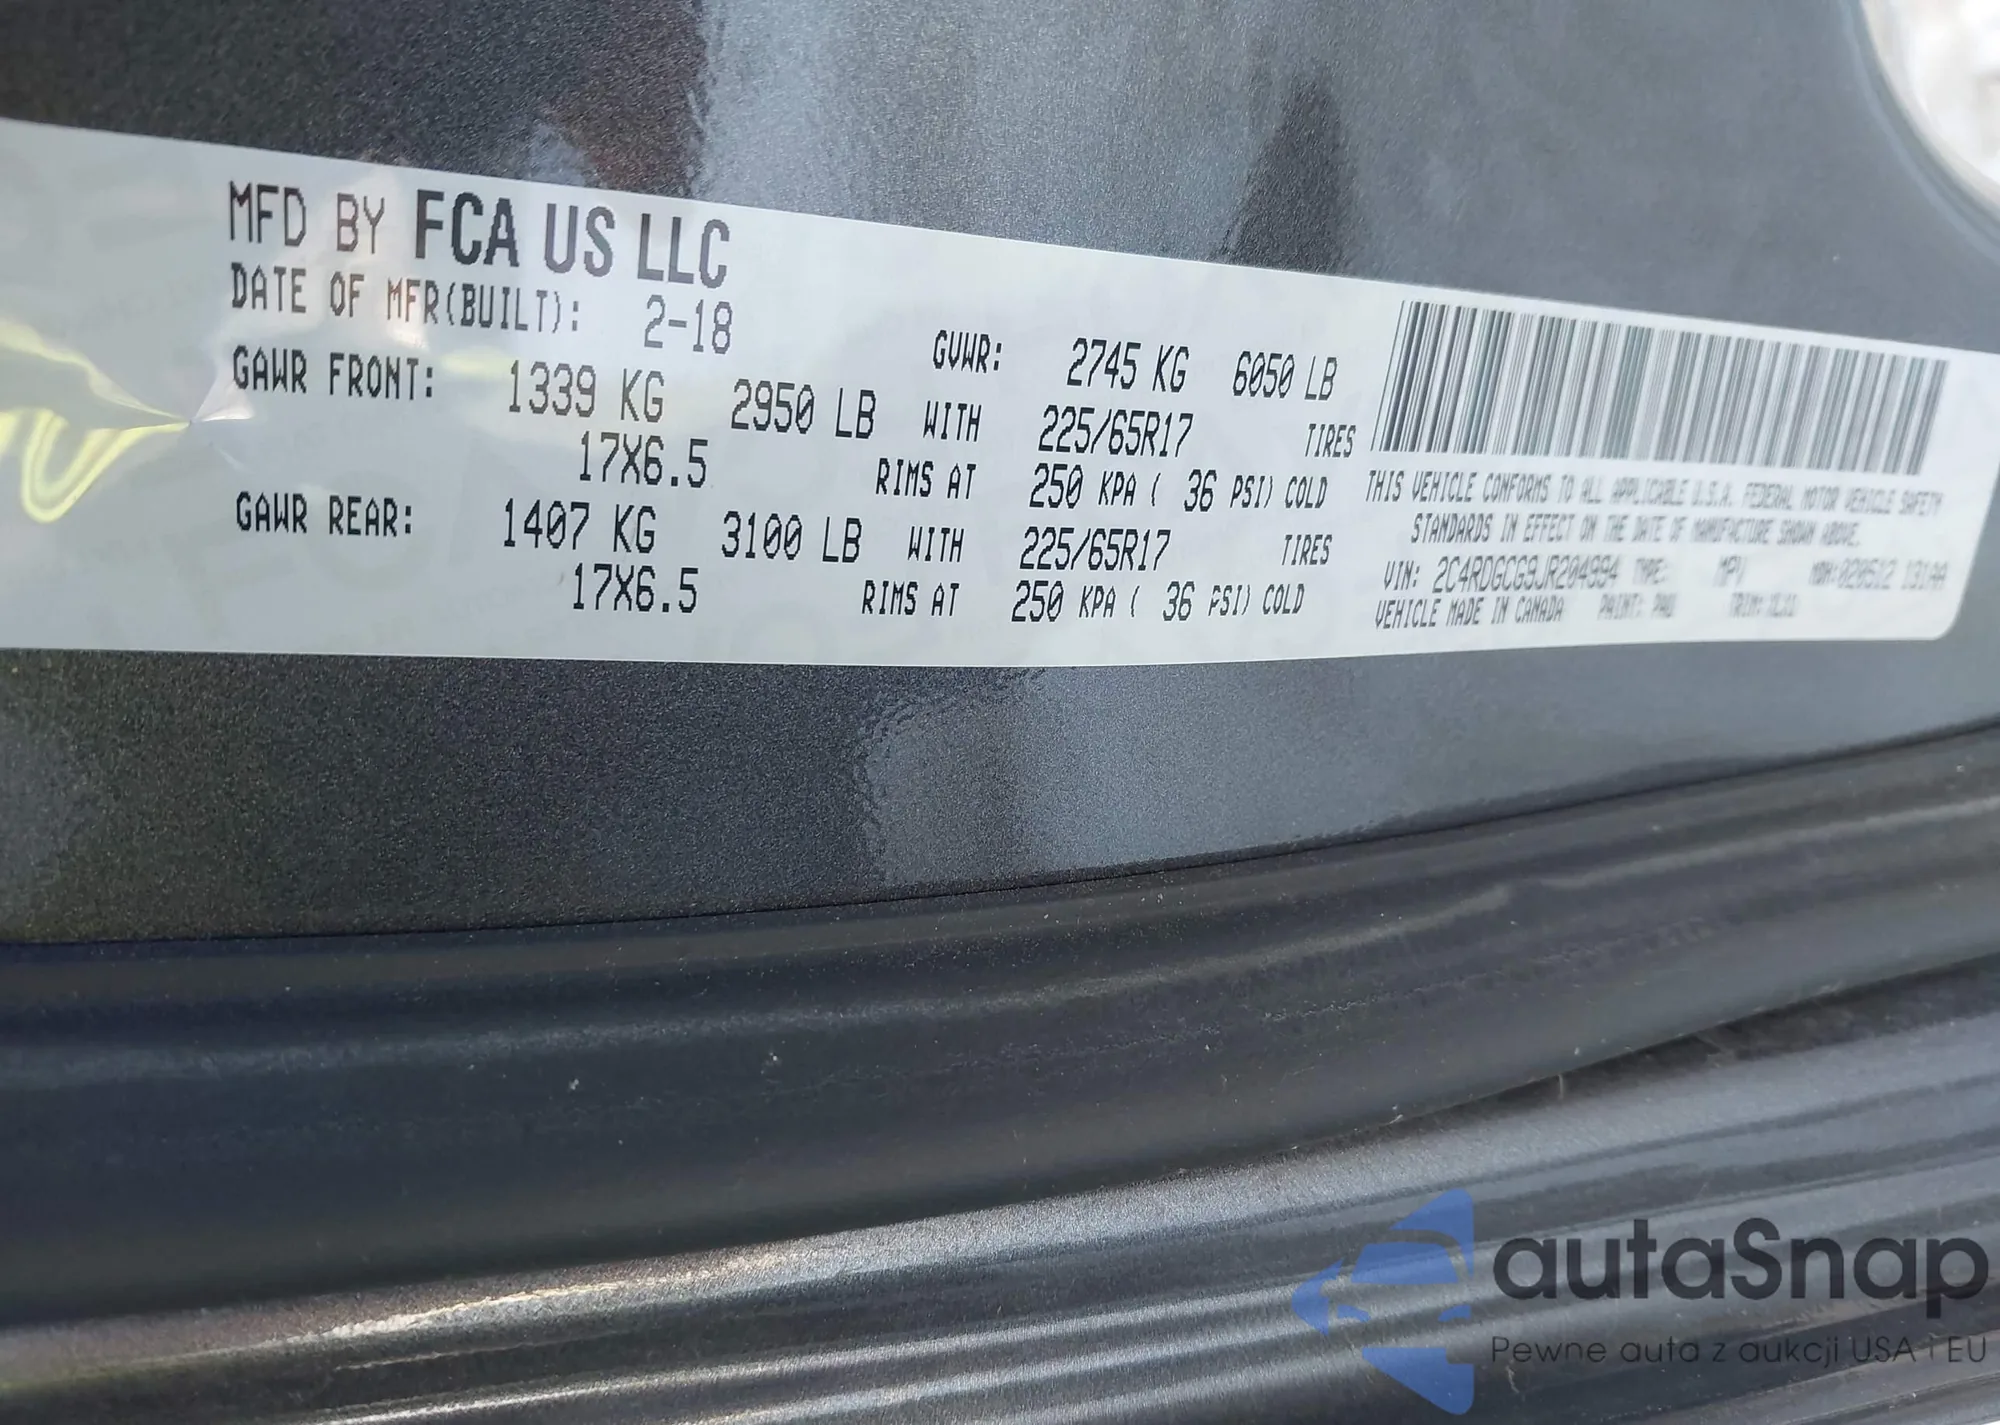 MFD BY FCA US LLC
DATE OF MFR(BUILT): 2-18
GVWR: 2745 KG 6050 LB
GAWR FRONT: 1339 KG 2950 LB WITH 225/65R17 TIRES
17X6.5 RIMS AT 250 KPA ( 36 PSI) COLD
GAWR REAR: 1407 KG 3100 LB WITH 225/65R17 TIRES
17X6.5 RIMS AT 250 KPA ( 36 PSI) COLD
THIS VEHICLE CONFORMS TO ALL APPLICABLE U.S.A. FEDERAL MOTOR VEHICLE SAFETY
STANDARDS IN EFFECT ON THE DATE OF MANUFACTURE SHOWN ABOVE.
VIN: 2C4RDGCG9JR204994 TYPE: MPV MDH:020512
VEHICLE MADE IN CANADA PAINT: TRIM:
autaSnap
Pewne auta z aukcji USA i EU